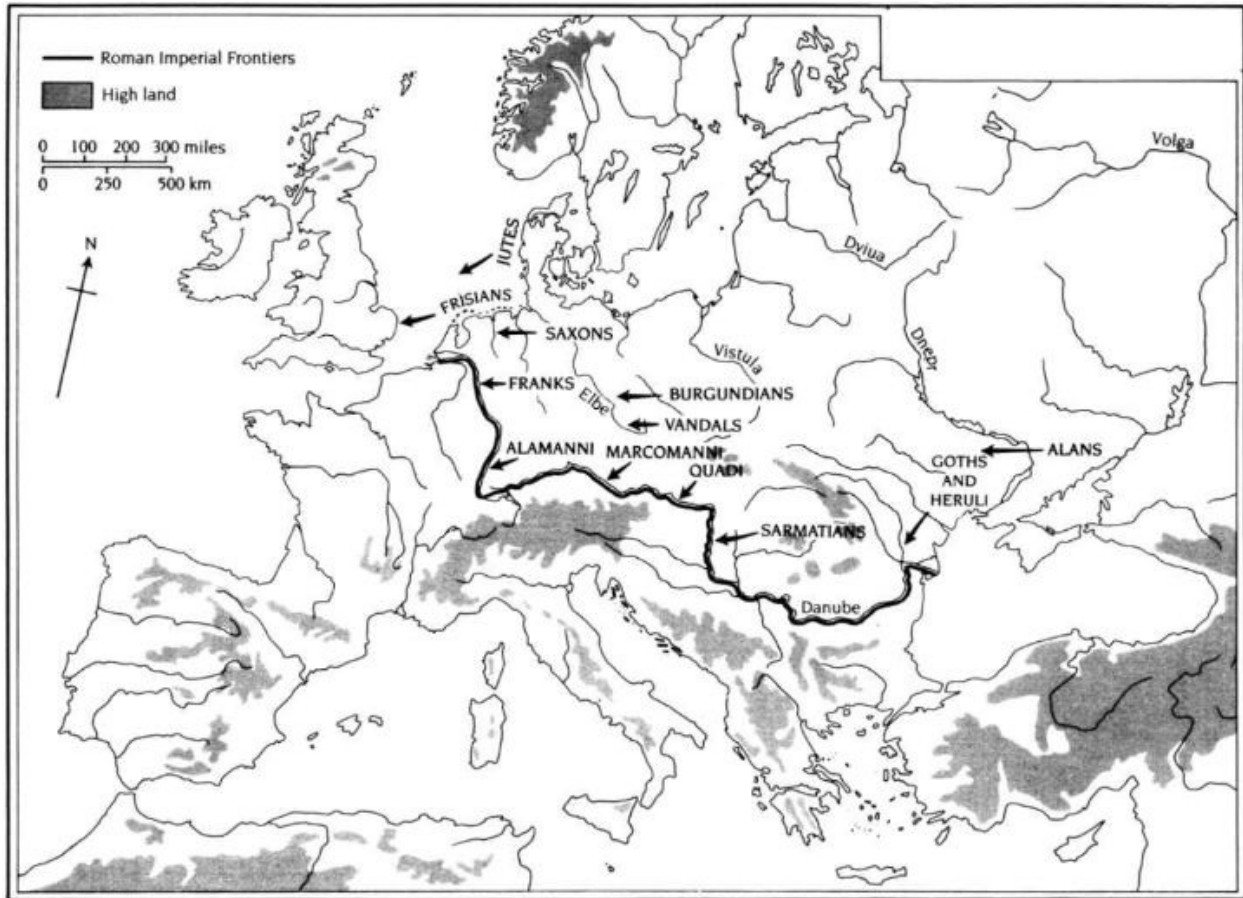 Roman Imperial Frontiers
High land
0 100 200 300 miles
0 250 500 km
N
Volga
JUTES
Dviua
FRISIANS
SAXONS
Vistula
Dnepr
FRANKS
Elbe
BURGUNDIANS
VANDALS
ALAMANNI
MARCOMANNI
QUADI
GOTHS
AND
HERULI
ALANS
SARMATIANS
Danube